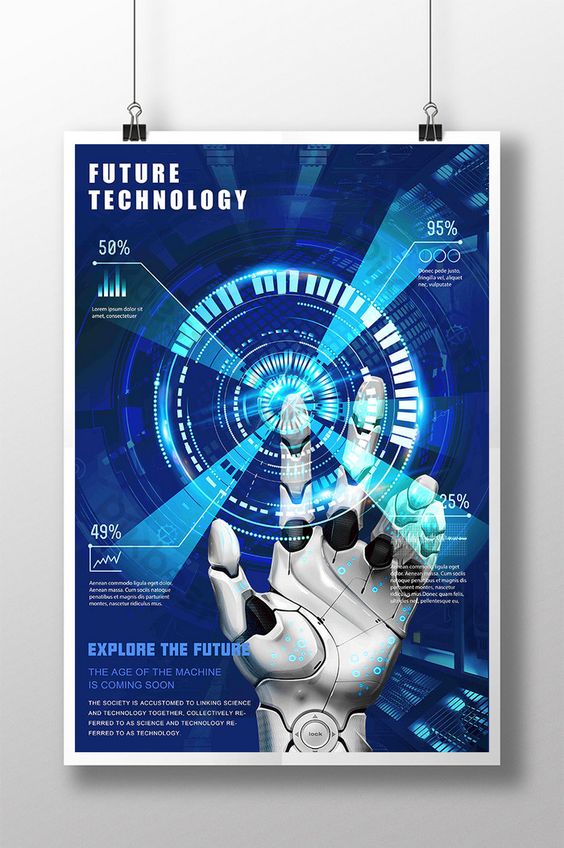 FUTURE
TECHNOLOGY
50%
Lorem ipsum dolor sit
amet, consectetuer
95%
Donec pede justo,
fringilla vel, aliquet
nec, vulputate
49%
Aenean commodo ligula eget dolor.
Aenean massa. Cum sociis natoque
penatibus et magnis dis parturient
montes, nascetur ridiculus mus.
25%
Aenean commodo ligula eget
dolor. Aenean massa. Cum
sociis natoque penatibus et
magnis dis parturient montes,
nascetur ridiculus mus.Donec
ultricies nec, pellentesque eu.
EXPLORE THE FUTURE
THE AGE OF THE MACHINE
IS COMING SOON
THE SOCIETY IS ACCUSTOMED TO LINKING SCIENCE
AND TECHNOLOGY TOGETHER, COLLECTIVELY RE-
FERRED TO AS SCIENCE AND TECHNOLOGY RE-
FERRED TO AS TECHNOLOGY.
lock